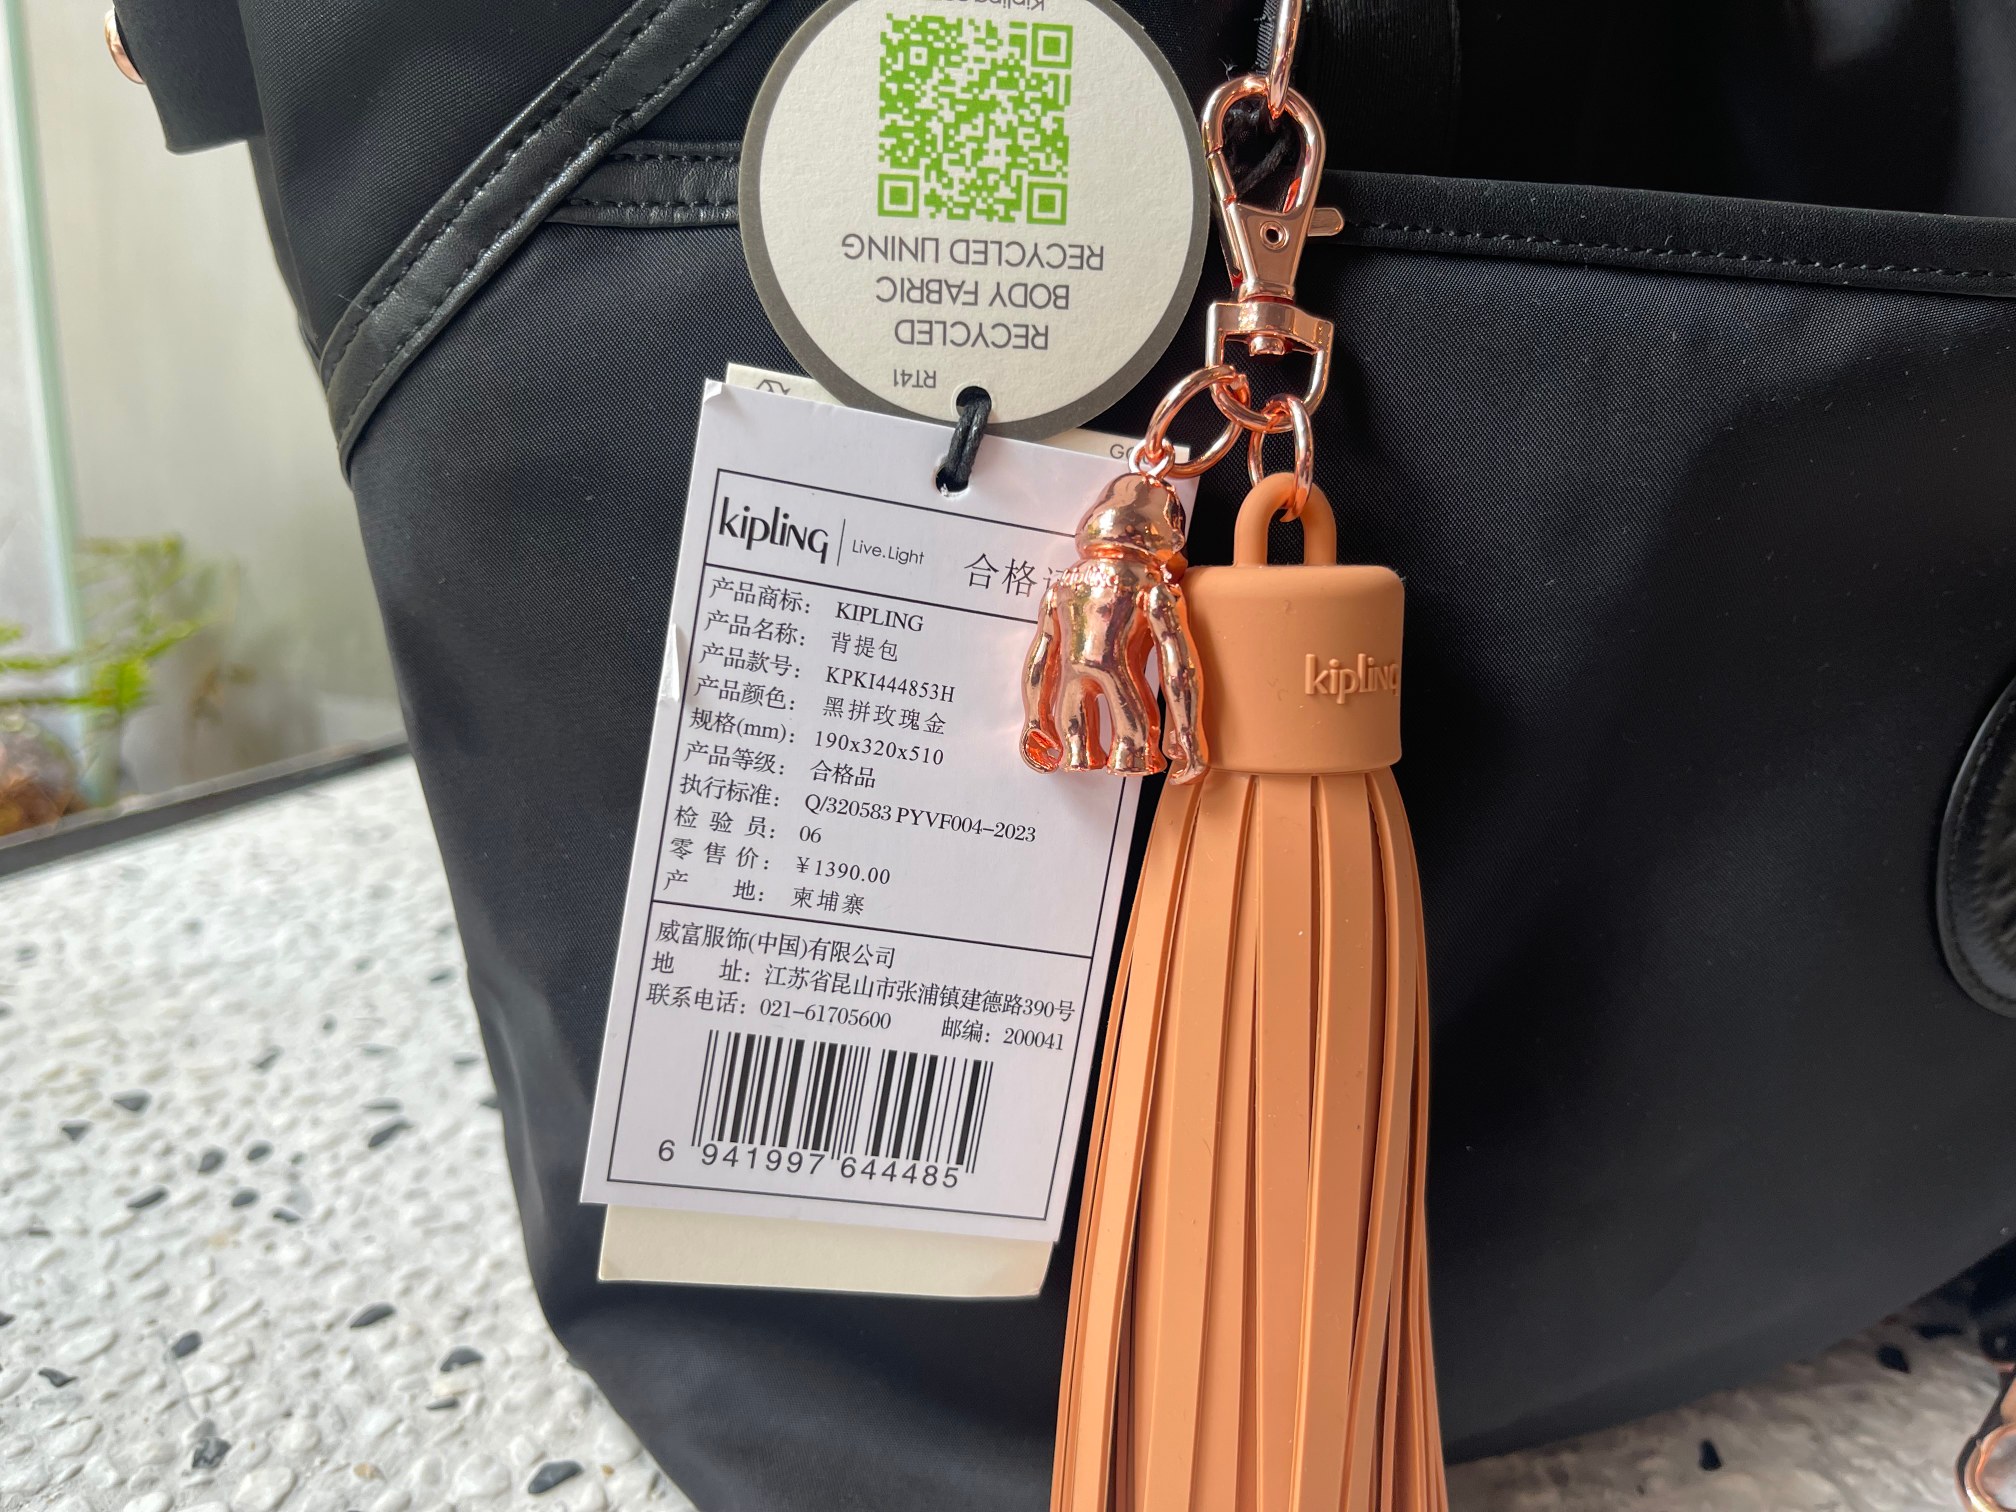 RT41
RECYCLED
BODY FABRIC
RECYCLED LINING
kipling Live.Light 合格
产品商标： KIPLING
产品名称： 背提包
产品款号： KPKI444853H
产品颜色： 黑拼玫瑰金
规格(mm)： 190x320x510
产品等级： 合格品
执行标准： Q/320583 PYVF004-2023
检 验 员： 06
零 售 价： ¥1390.00
产 地： 柬埔寨
威富服饰(中国)有限公司
地 址：江苏省昆山市张浦镇建德路390号
联系电话：021-61705600 邮编：200041
6 941997 644485
kipling